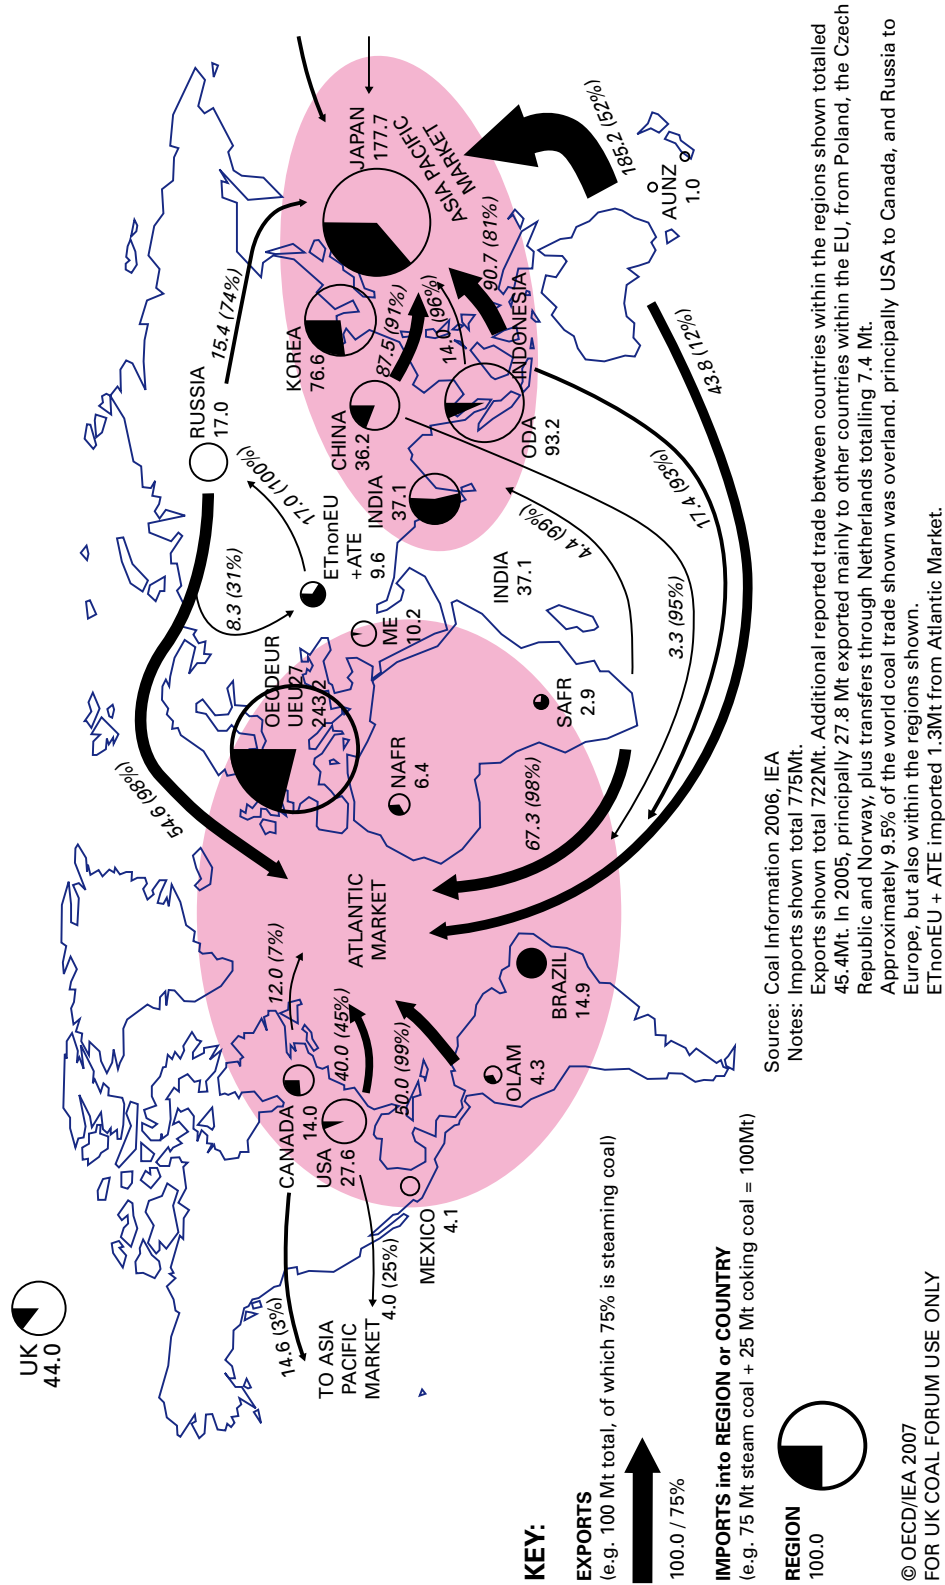 UK
44.0
RUSSIA
17.0
15.4 (74%)
54.6 (98%)
8.3 (31%)
17.0 (100%)
ETnonEU
+ATE
9.6
OECDEUR
UEU27
243.2
ME
10.2
NAFR
6.4
SAFR
2.9
67.3 (98%)
ATLANTIC
MARKET
CANADA
14.0
12.0 (7%)
14.6 (3%)
USA
27.6
40.0 (45%)
4.0 (25%)
TO ASIA
PACIFIC
MARKET
MEXICO
4.1
50.0 (99%)
OLAM
4.3
BRAZIL
14.9
KOREA
76.6
JAPAN
177.7
ASIA PACIFIC
MARKET
CHINA
36.2
87.5 (91%)
14.0 (96%)
90.7 (81%)
INDONESIA
ODA
93.2
INDIA
37.1
INDIA
37.1
4.4 (99%)
3.3 (95%)
17.4 (93%)
43.8 (12%)
185.2 (52%)
AUNZ
1.0
KEY:
EXPORTS
(e.g. 100 Mt total, of which 75% is steaming coal)
100.0 / 75%
IMPORTS into REGION or COUNTRY
(e.g. 75 Mt steam coal + 25 Mt coking coal = 100Mt)
REGION
100.0
© OECD/IEA 2007
FOR UK COAL FORUM USE ONLY
Source: Coal Information 2006, IEA
Notes: Imports shown total 775Mt.
Exports shown total 722Mt. Additional reported trade between countries within the regions shown totalled
45.4Mt. In 2005, principally 27.8 Mt exported mainly to other countries within the EU, from Poland, the Czech
Republic and Norway, plus transfers through Netherlands totalling 7.4 Mt.
Approximately 9.5% of the world coal trade shown was overland. principally USA to Canada, and Russia to
Europe, but also within the regions shown.
ETnonEU + ATE imported 1.3Mt from Atlantic Market.